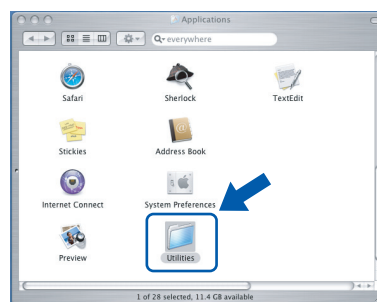 Applications
everywhere
Safari
Sherlock
TextEdit
Stickies
Address Book
Internet Connect
System Preferences
Preview
Utilities
1 of 28 selected, 11.4 GB available